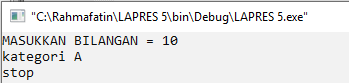 "C:\Rahmafatin\LAPRES 5\bin\Debug\LAPRES 5.exe"
MASUKKAN BILANGAN = 10
kategori A
stop